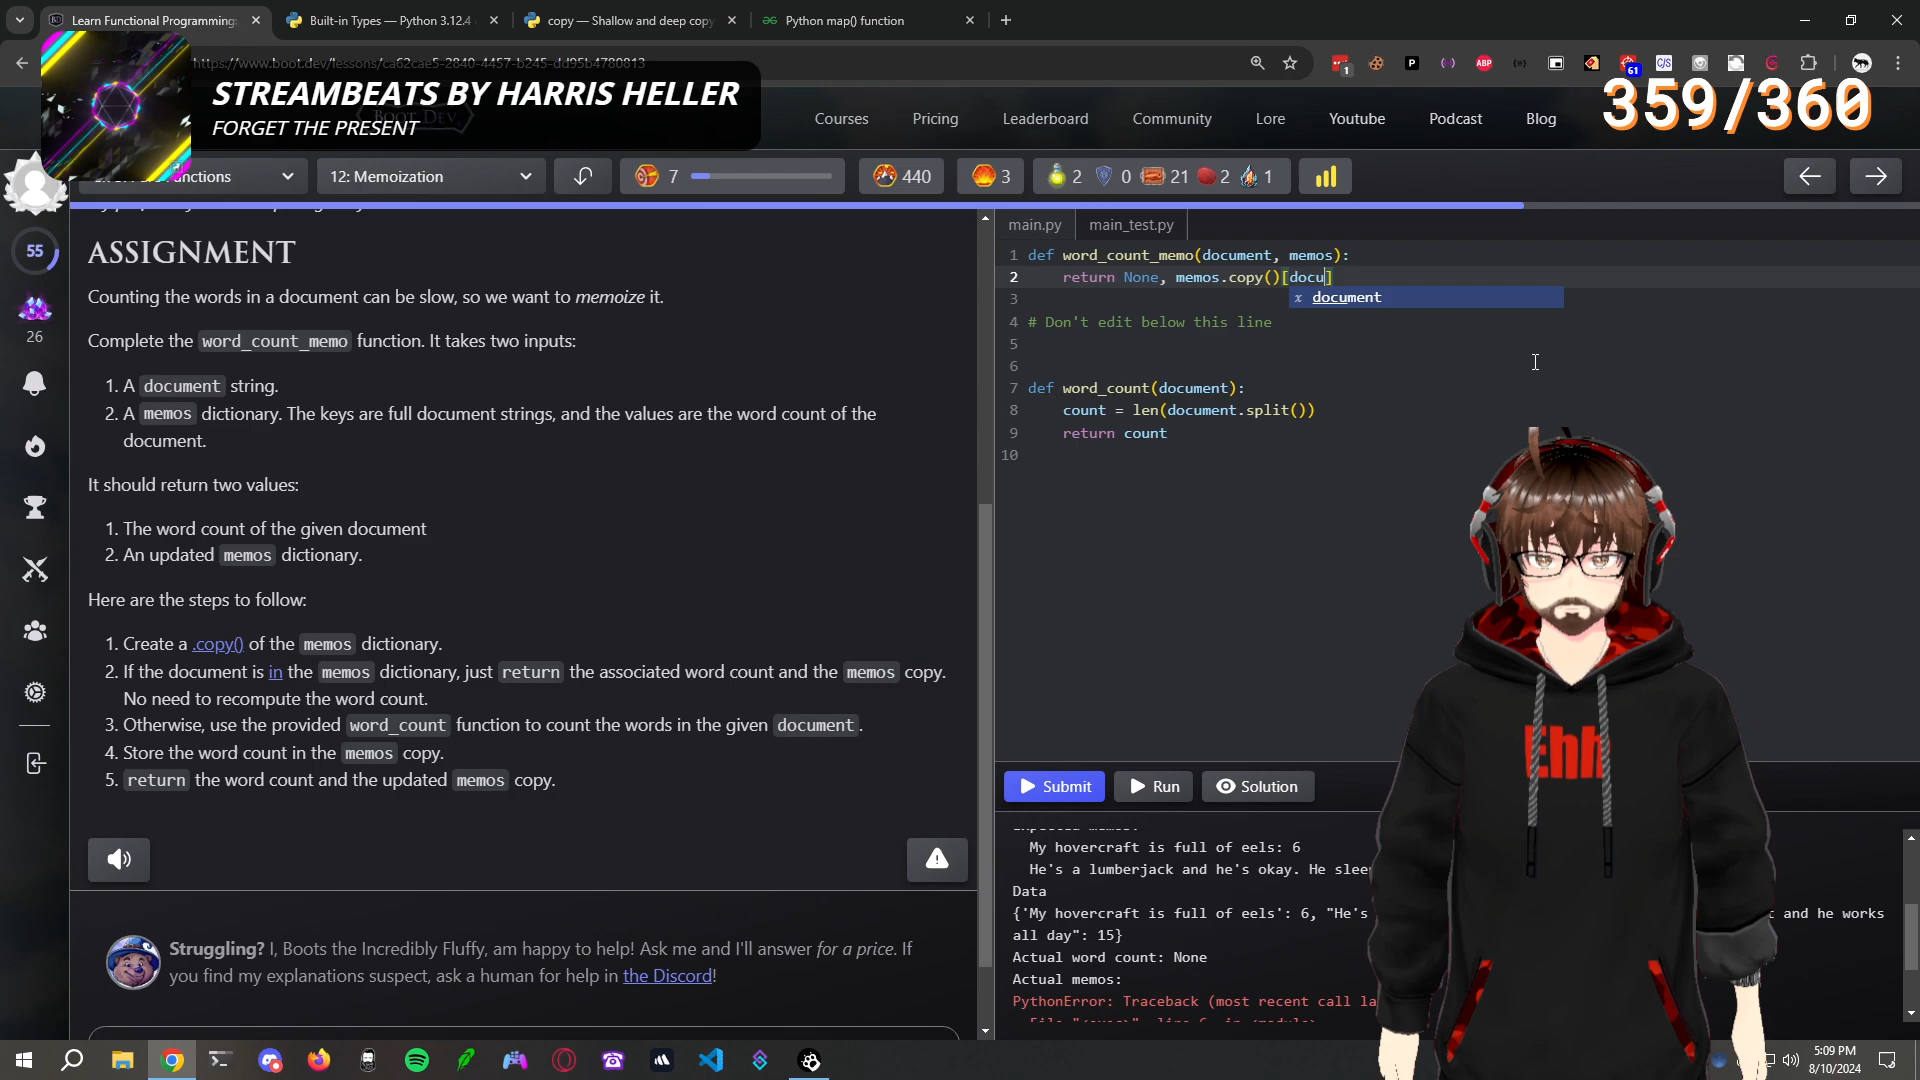 Learn Functional Programming:
Built-in Types — Python 3.12.4
copy — Shallow and deep copy
Python map() function
https://www.boot.dev/lessons/ca62cae5-2840-4457-b245-dd95b4780813
STREAMBEATS BY HARRIS HELLER
FORGET THE PRESENT
BOOT.DEV
Courses
Pricing
Leaderboard
Community
Lore
Youtube
Podcast
Blog
359/360
12: Memoization
7
440
3
2
0
21
2
1
55
26
ASSIGNMENT
Counting the words in a document can be slow, so we want to memoize it.
Complete the word_count_memo function. It takes two inputs:
1. A document string.
2. A memos dictionary. The keys are full document strings, and the values are the word count of the
document.
It should return two values:
1. The word count of the given document
2. An updated memos dictionary.
Here are the steps to follow:
1. Create a .copy() of the memos dictionary.
2. If the document is in the memos dictionary, just return the associated word count and the memos copy.
No need to recompute the word count.
3. Otherwise, use the provided word_count function to count the words in the given document.
4. Store the word count in the memos copy.
5. return the word count and the updated memos copy.
Struggling? I, Boots the Incredibly Fluffy, am happy to help! Ask me and I'll answer for a price. If
you find my explanations suspect, ask a human for help in the Discord!
main.py
main_test.py
1 def word_count_memo(document, memos):
2 return None, memos.copy()[docu]
x document
3
4 # Don't edit below this line
5
6
7 def word_count(document):
8 count = len(document.split())
9 return count
10
Submit
Run
Solution
My hovercraft is full of eels: 6
He's a lumberjack and he's okay. He slee
Data
{'My hovercraft is full of eels': 6, "He's
and he works
all day": 15}
Actual word count: None
Actual memos:
PythonError: Traceback (most recent call la
Ehh
5:09 PM
8/10/2024